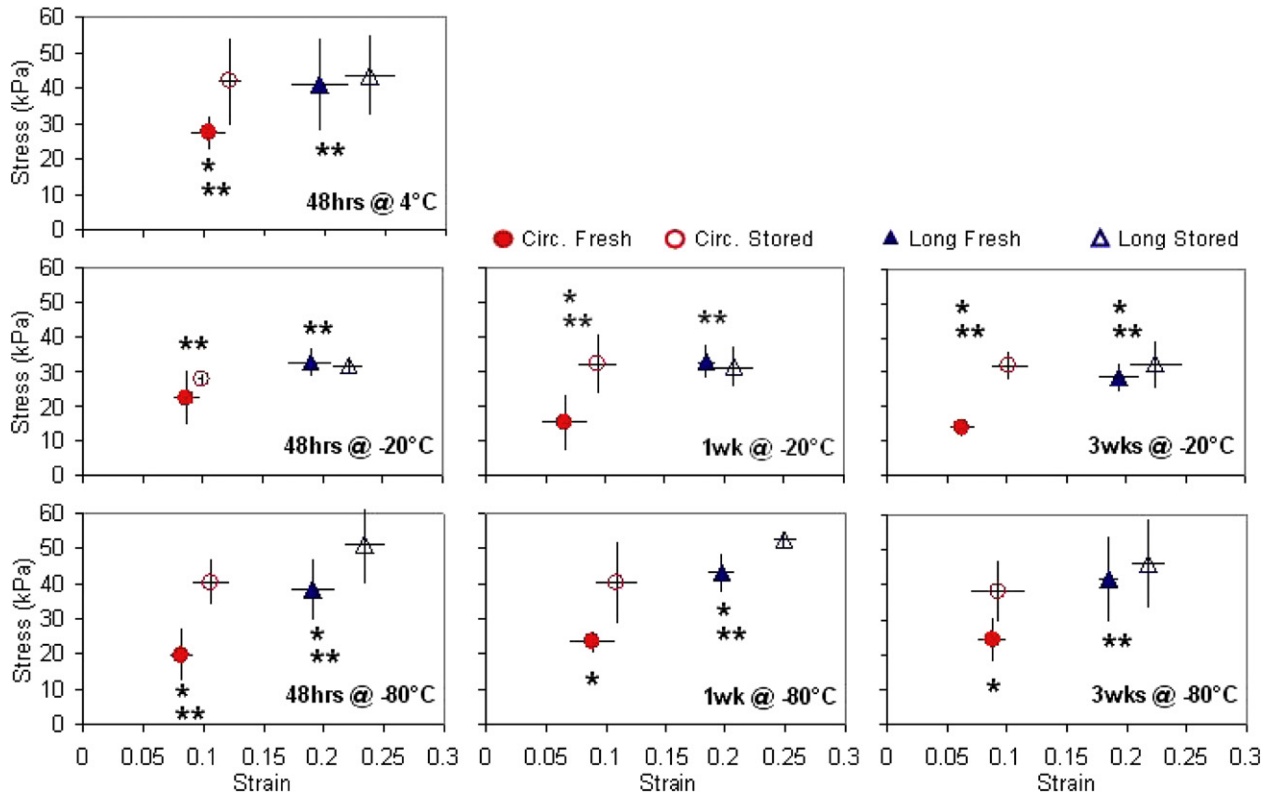 60
50
40
30
20
10
0
Stress (kPa)
*
**
**
48hrs @ 4°C
Circ. Fresh Circ. Stored Long Fresh Long Stored
60
50
40
30
20
10
0
Stress (kPa)
**
**
48hrs @ -20°C
*
**
**
1wk @ -20°C
*
**
*
**
3wks @ -20°C
60
50
40
30
20
10
0
Stress (kPa)
*
**
*
**
48hrs @ -80°C
*
*
**
1wk @ -80°C
*
**
3wks @ -80°C
0 0.05 0.1 0.15 0.2 0.25 0.3
Strain
0 0.05 0.1 0.15 0.2 0.25 0.3
Strain
0 0.05 0.1 0.15 0.2 0.25 0.3
Strain